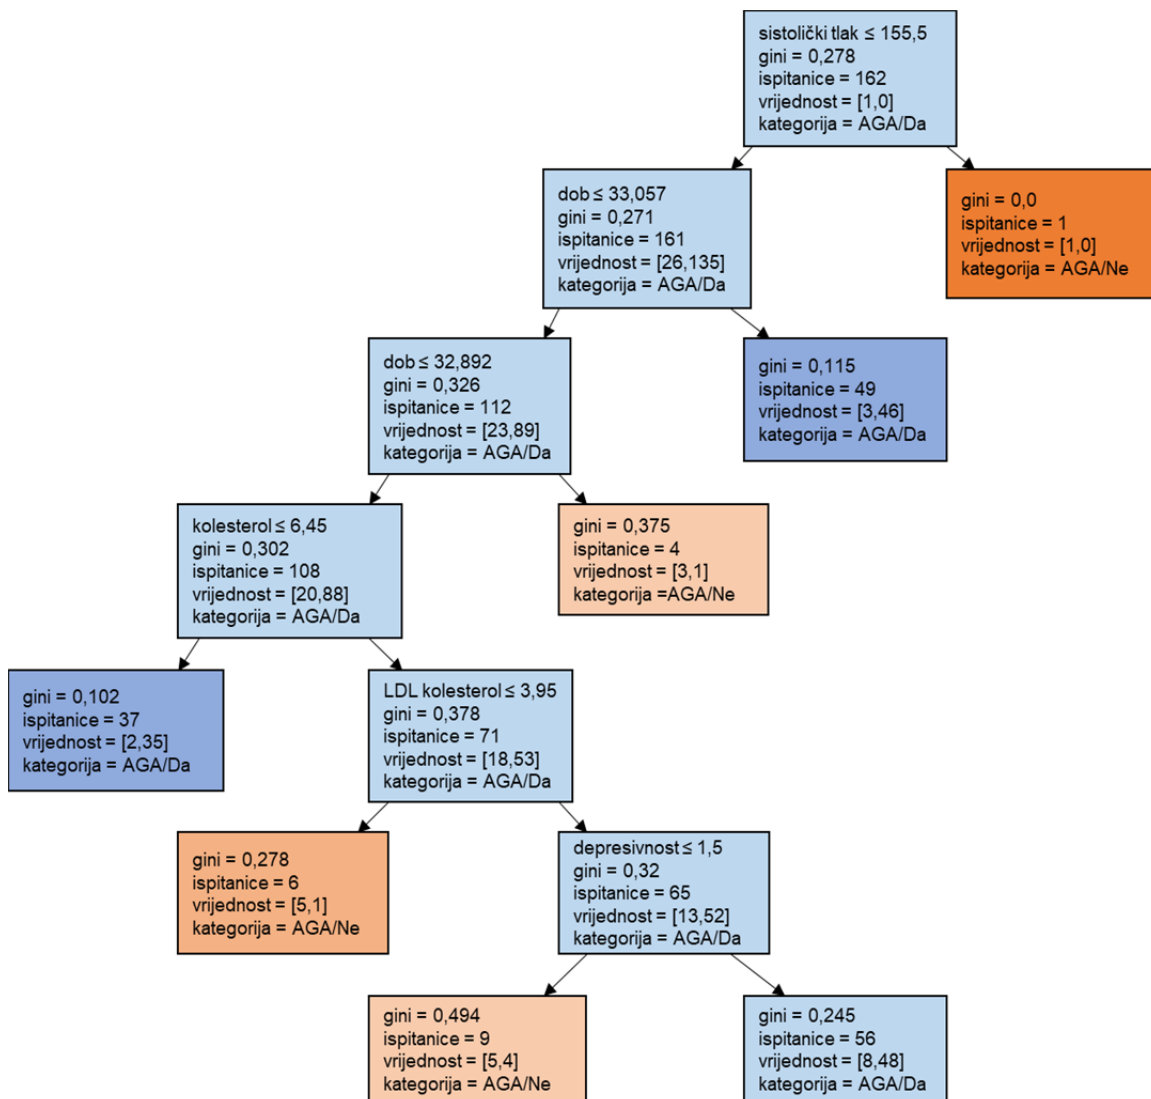 sistolički tlak ≤ 155,5
gini = 0,278
ispitanice = 162
vrijednost = [1,0]
kategorija = AGA/Da
dob ≤ 33,057
gini = 0,271
ispitanice = 161
vrijednost = [26,135]
kategorija = AGA/Da
gini = 0,0
ispitanice = 1
vrijednost = [1,0]
kategorija = AGA/Ne
dob ≤ 32,892
gini = 0,326
ispitanice = 112
vrijednost = [23,89]
kategorija = AGA/Da
gini = 0,115
ispitanice = 49
vrijednost = [3,46]
kategorija = AGA/Da
kolesterol ≤ 6,45
gini = 0,302
ispitanice = 108
vrijednost = [20,88]
kategorija = AGA/Da
gini = 0,375
ispitanice = 4
vrijednost = [3,1]
kategorija =AGA/Ne
gini = 0,102
ispitanice = 37
vrijednost = [2,35]
kategorija = AGA/Da
LDL kolesterol ≤ 3,95
gini = 0,378
ispitanice = 71
vrijednost = [18,53]
kategorija = AGA/Da
gini = 0,278
ispitanice = 6
vrijednost = [5,1]
kategorija = AGA/Ne
depresivnost ≤ 1,5
gini = 0,32
ispitanice = 65
vrijednost = [13,52]
kategorija = AGA/Da
gini = 0,494
ispitanice = 9
vrijednost = [5,4]
kategorija = AGA/Ne
gini = 0,245
ispitanice = 56
vrijednost = [8,48]
kategorija = AGA/Da